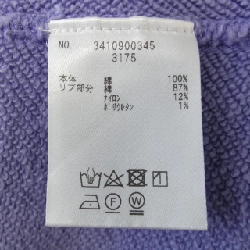 NO. 3410900345
3175
本体 綿 100%
リブ部分 綿 87%
ナイロン 12%
ポリウレタン 1%